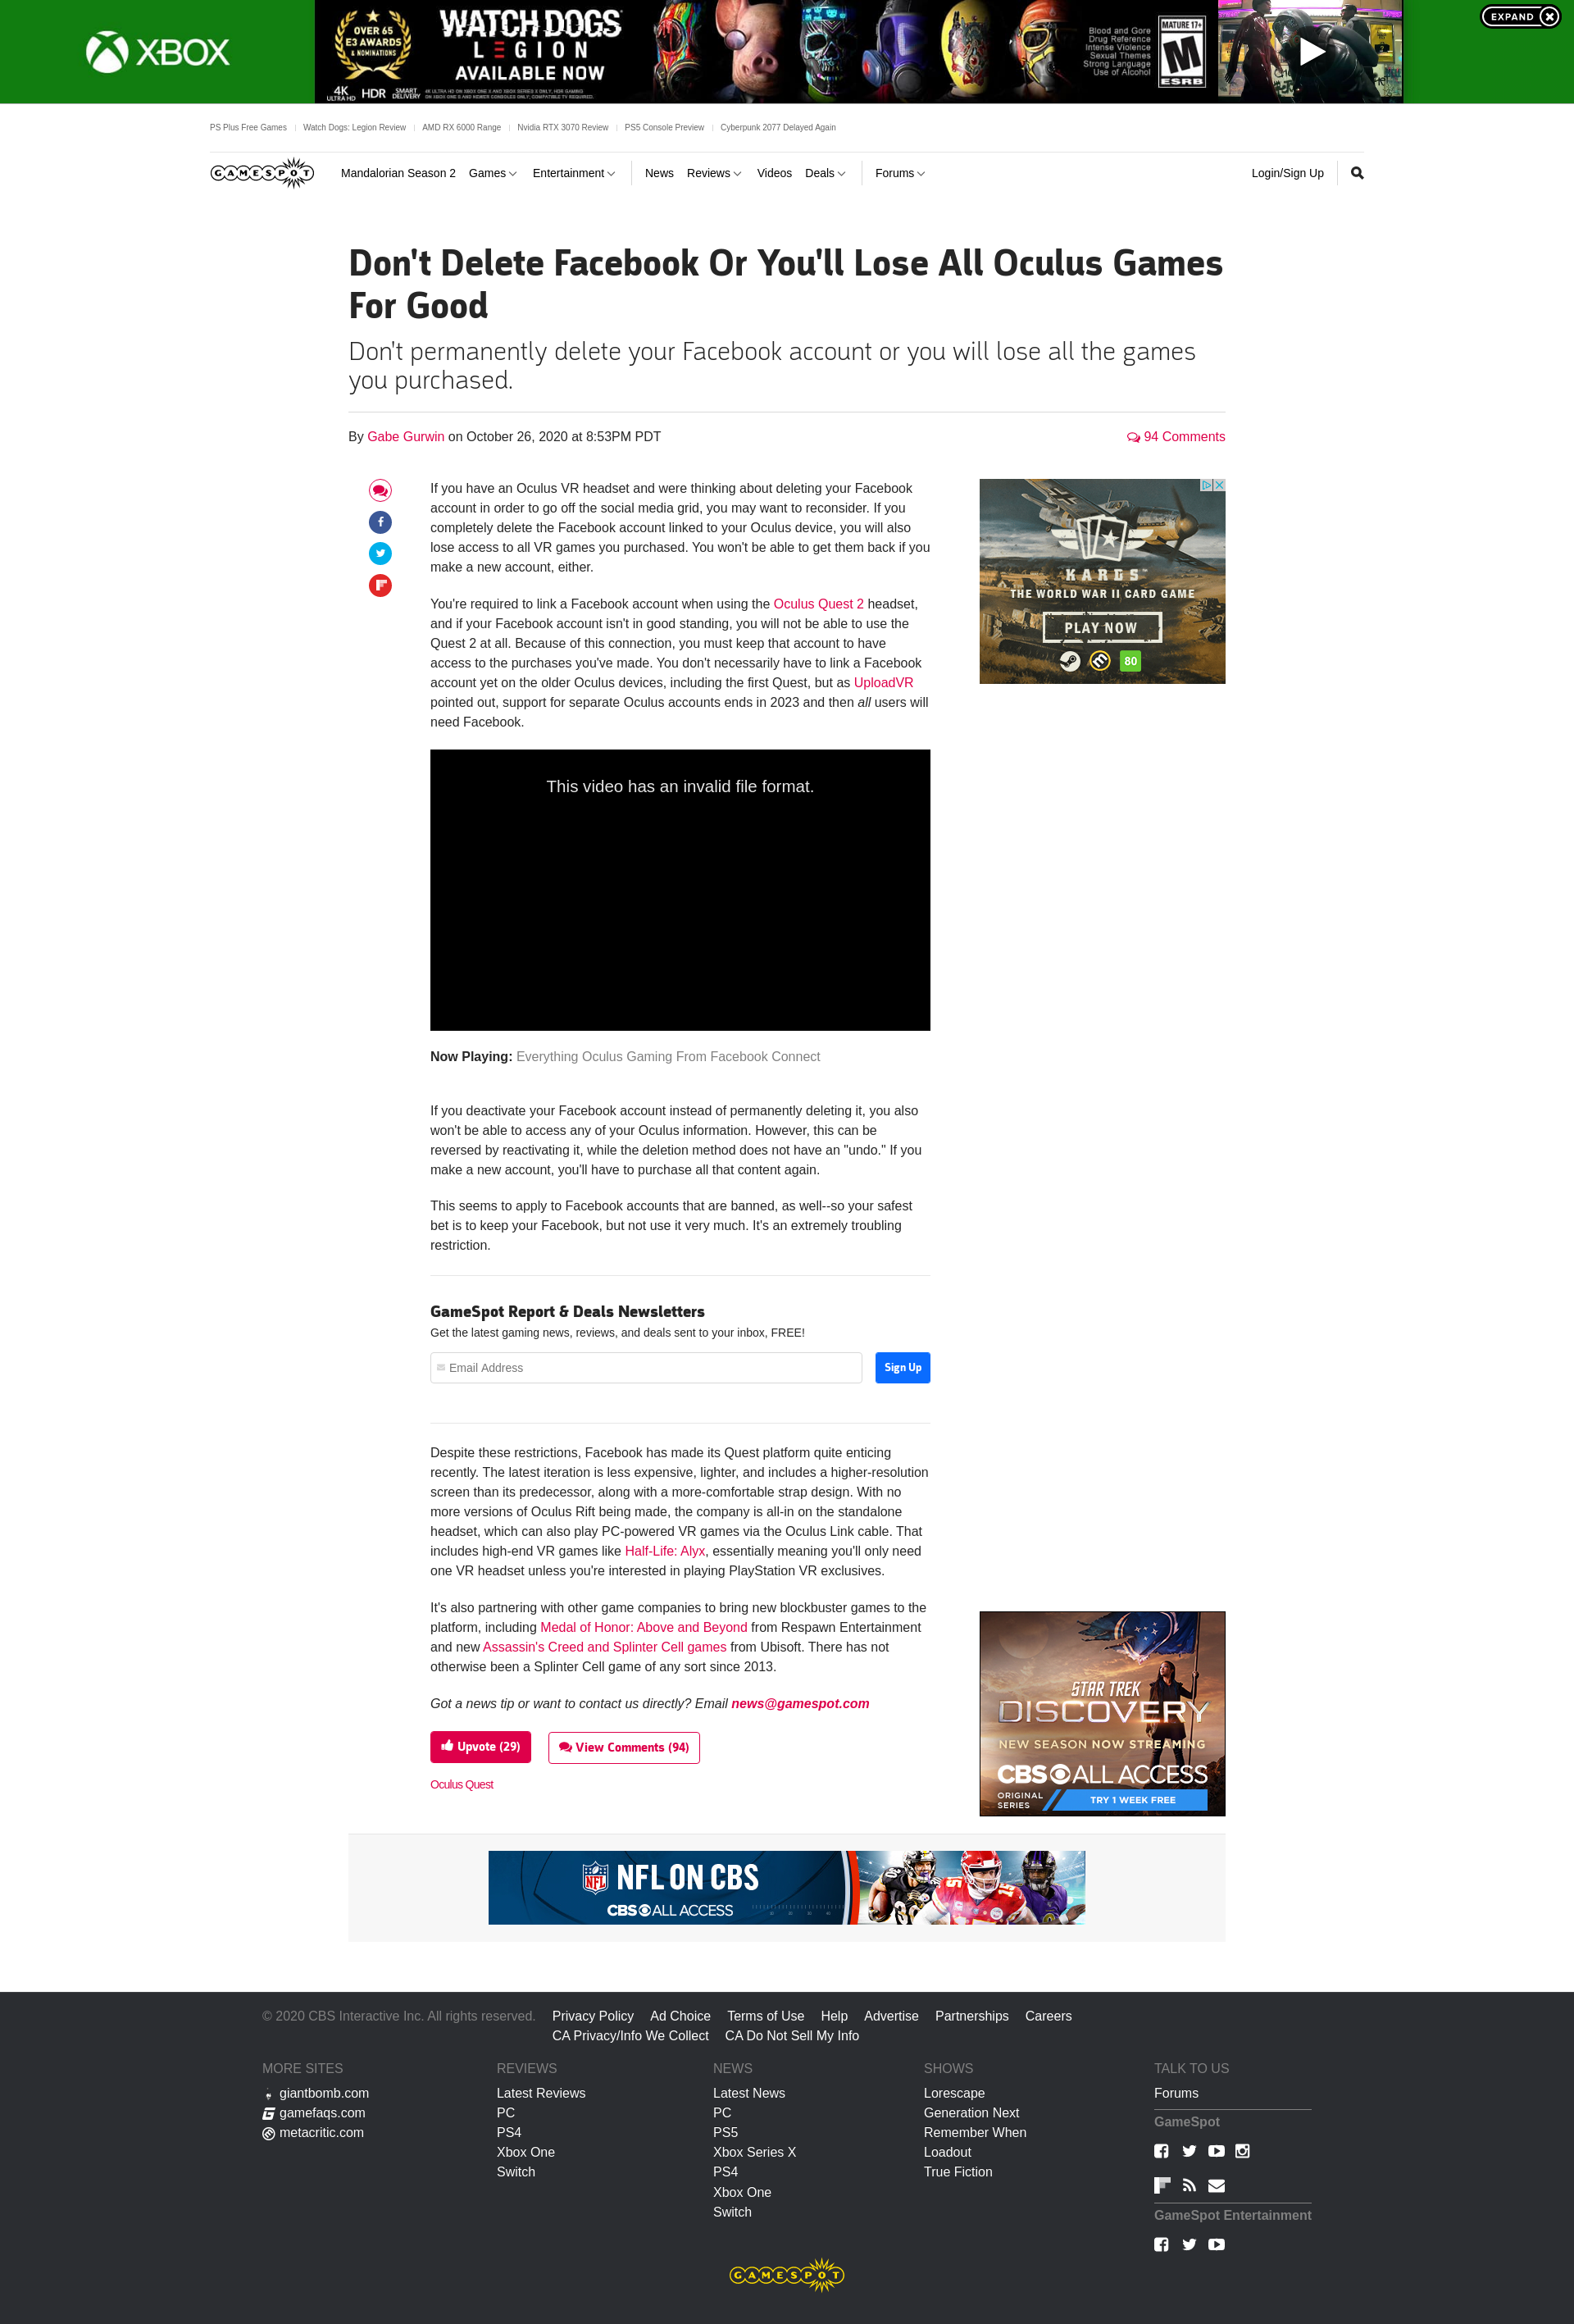 XBOX
OVER 65
E3 AWARDS
& NOMINATIONS
WATCH DOGS
LEGION
AVAILABLE NOW
4K
ULTRA HD
HDR
SMART
DELIVERY
4K ULTRA HD ON XBOX ONE X AND XBOX SERIES X ONLY; HDR GAMING
ON XBOX ONE S AND NEWER CONSOLES ONLY; COMPATIBLE TV REQUIRED.
Blood and Gore
Drug Reference
Intense Violence
Sexual Themes
Strong Language
Use of Alcohol
MATURE 17+
M
ESRB
EXPAND
PS Plus Free Games
Watch Dogs: Legion Review
AMD RX 6000 Range
Nvidia RTX 3070 Review
PS5 Console Preview
Cyberpunk 2077 Delayed Again
GAMESPOT
Mandalorian Season 2
Games
Entertainment
News
Reviews
Videos
Deals
Forums
Login/Sign Up
Don't Delete Facebook Or You'll Lose All Oculus Games
For Good
Don't permanently delete your Facebook account or you will lose all the games
you purchased.
By Gabe Gurwin on October 26, 2020 at 8:53PM PDT
94 Comments
If you have an Oculus VR headset and were thinking about deleting your Facebook
account in order to go off the social media grid, you may want to reconsider. If you
completely delete the Facebook account linked to your Oculus device, you will also
lose access to all VR games you purchased. You won't be able to get them back if you
make a new account, either.
You're required to link a Facebook account when using the Oculus Quest 2 headset,
and if your Facebook account isn't in good standing, you will not be able to use the
Quest 2 at all. Because of this connection, you must keep that account to have
access to the purchases you've made. You don't necessarily have to link a Facebook
account yet on the older Oculus devices, including the first Quest, but as UploadVR
pointed out, support for separate Oculus accounts ends in 2023 and then all users will
need Facebook.
KARDS
THE WORLD WAR II CARD GAME
PLAY NOW
80
This video has an invalid file format.
Now Playing: Everything Oculus Gaming From Facebook Connect
If you deactivate your Facebook account instead of permanently deleting it, you also
won't be able to access any of your Oculus information. However, this can be
reversed by reactivating it, while the deletion method does not have an "undo." If you
make a new account, you'll have to purchase all that content again.
This seems to apply to Facebook accounts that are banned, as well--so your safest
bet is to keep your Facebook, but not use it very much. It's an extremely troubling
restriction.
GameSpot Report & Deals Newsletters
Get the latest gaming news, reviews, and deals sent to your inbox, FREE!
Email Address
Sign Up
Despite these restrictions, Facebook has made its Quest platform quite enticing
recently. The latest iteration is less expensive, lighter, and includes a higher-resolution
screen than its predecessor, along with a more-comfortable strap design. With no
more versions of Oculus Rift being made, the company is all-in on the standalone
headset, which can also play PC-powered VR games via the Oculus Link cable. That
includes high-end VR games like Half-Life: Alyx, essentially meaning you'll only need
one VR headset unless you're interested in playing PlayStation VR exclusives.
It's also partnering with other game companies to bring new blockbuster games to the
platform, including Medal of Honor: Above and Beyond from Respawn Entertainment
and new Assassin's Creed and Splinter Cell games from Ubisoft. There has not
otherwise been a Splinter Cell game of any sort since 2013.
Got a news tip or want to contact us directly? Email news@gamespot.com
Upvote (29)
View Comments (94)
Oculus Quest
STAR TREK
DISCOVERY
NEW SEASON NOW STREAMING
CBS ALL ACCESS
ORIGINAL
SERIES
TRY 1 WEEK FREE
NFL
NFL ON CBS
CBS ALL ACCESS
© 2020 CBS Interactive Inc. All rights reserved.
Privacy Policy
Ad Choice
Terms of Use
Help
Advertise
Partnerships
Careers
CA Privacy/Info We Collect
CA Do Not Sell My Info
MORE SITES
giantbomb.com
gamefaqs.com
metacritic.com
REVIEWS
Latest Reviews
PC
PS4
Xbox One
Switch
NEWS
Latest News
PC
PS5
Xbox Series X
PS4
Xbox One
Switch
SHOWS
Lorescape
Generation Next
Remember When
Loadout
True Fiction
TALK TO US
Forums
GameSpot
GameSpot Entertainment
GAMESPOT